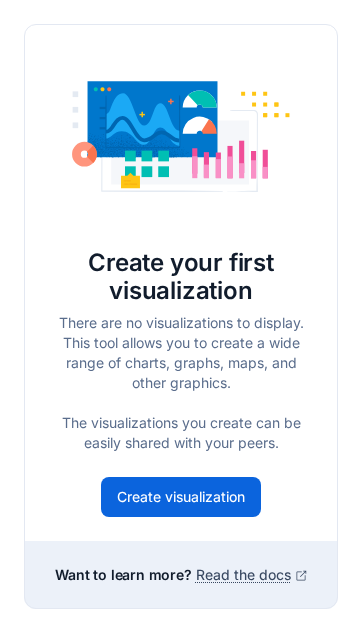 Create your first
visualization
There are no visualizations to display.
This tool allows you to create a wide
range of charts, graphs, maps, and
other graphics.
The visualizations you create can be
easily shared with your peers.
Create visualization
Want to learn more? Read the docs